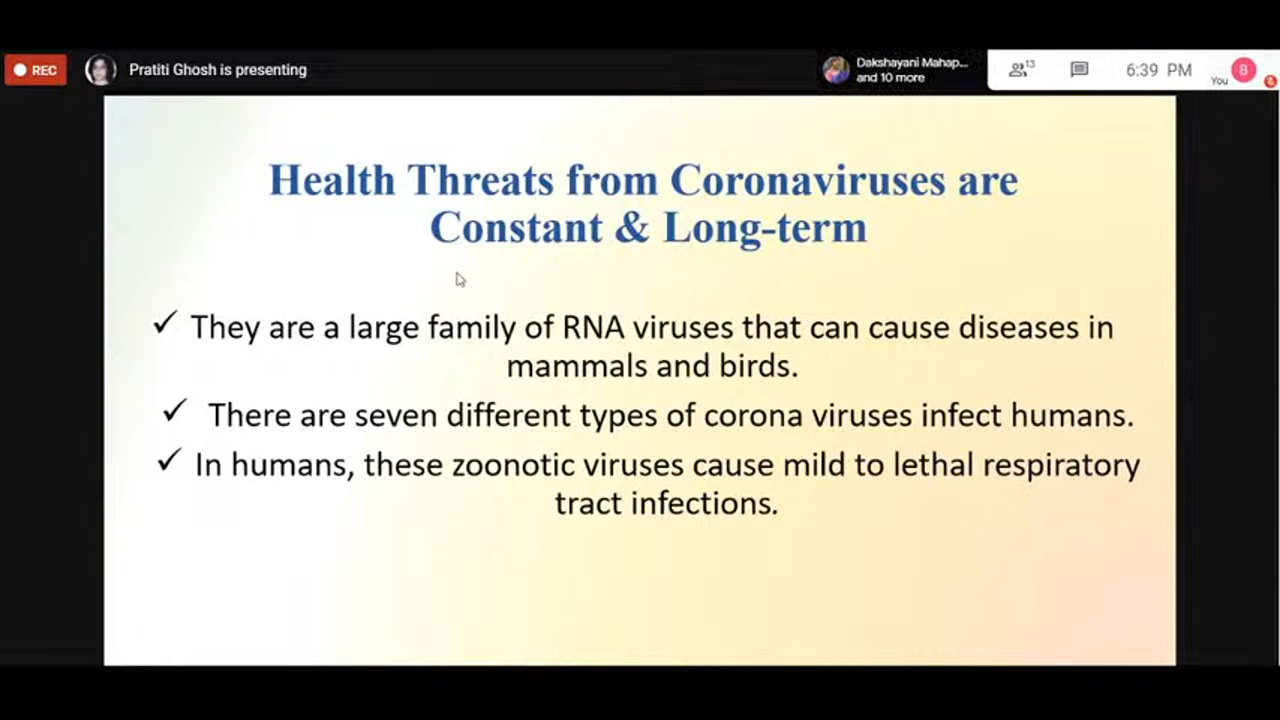 REC
Pratiti Ghosh is presenting
Dakshayani Mahap...
and 10 more
13
6:39 PM
You
B
Health Threats from Coronaviruses are
Constant & Long-term
✓ They are a large family of RNA viruses that can cause diseases in
mammals and birds.
✓ There are seven different types of corona viruses infect humans.
✓ In humans, these zoonotic viruses cause mild to lethal respiratory
tract infections.